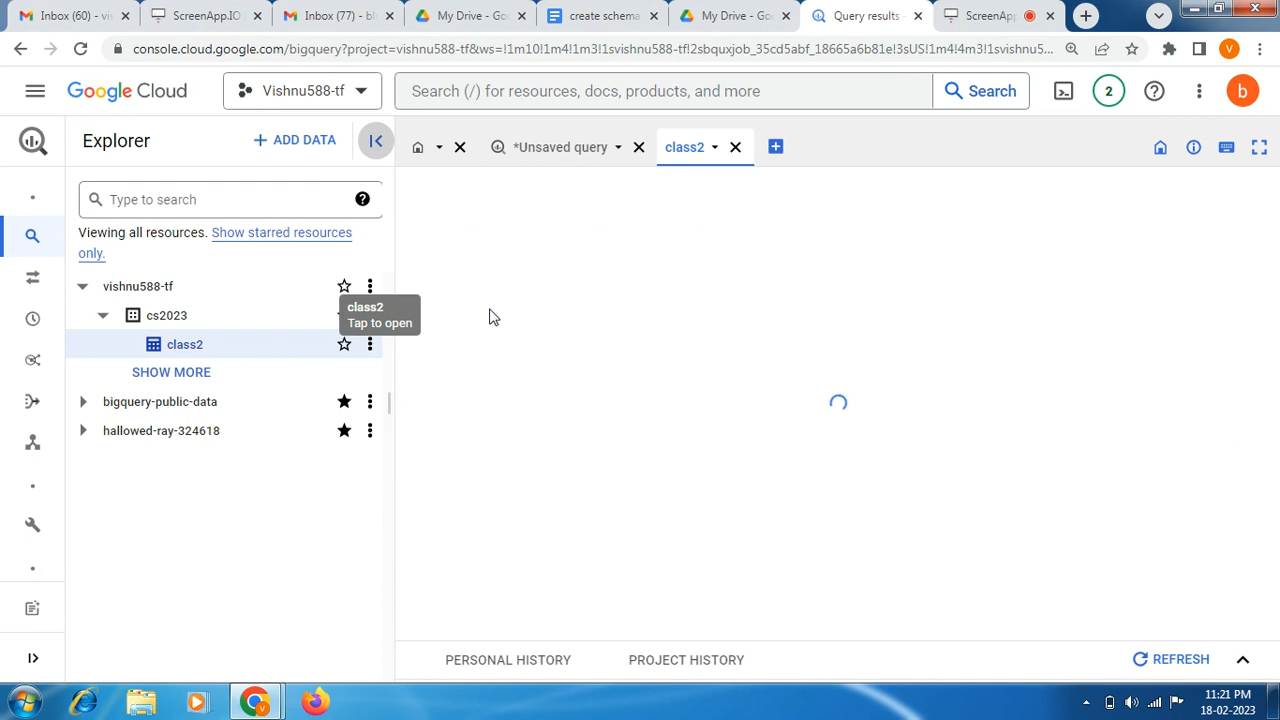 Inbox (60) - vis
ScreenApp.IO
Inbox (77) - bl
My Drive - Goo
create schema
My Drive - Goo
Query results -
ScreenApp
console.cloud.google.com/bigquery?project=vishnu588-tf&ws=!1m10!1m4!1m3!1svishnu588-tf!2sbquxjob_35cd5abf_18665a6b81e!3sUS!1m4!4m3!1svishnu5...
V
Google Cloud
Vishnu588-tf
Search (/) for resources, docs, products, and more
Search
2
b
Explorer
+ ADD DATA
*Unsaved query
class2
Type to search
Viewing all resources. Show starred resources
only.
vishnu588-tf
class2
Tap to open
cs2023
class2
SHOW MORE
bigquery-public-data
hallowed-ray-324618
PERSONAL HISTORY
PROJECT HISTORY
REFRESH
11:21 PM
18-02-2023